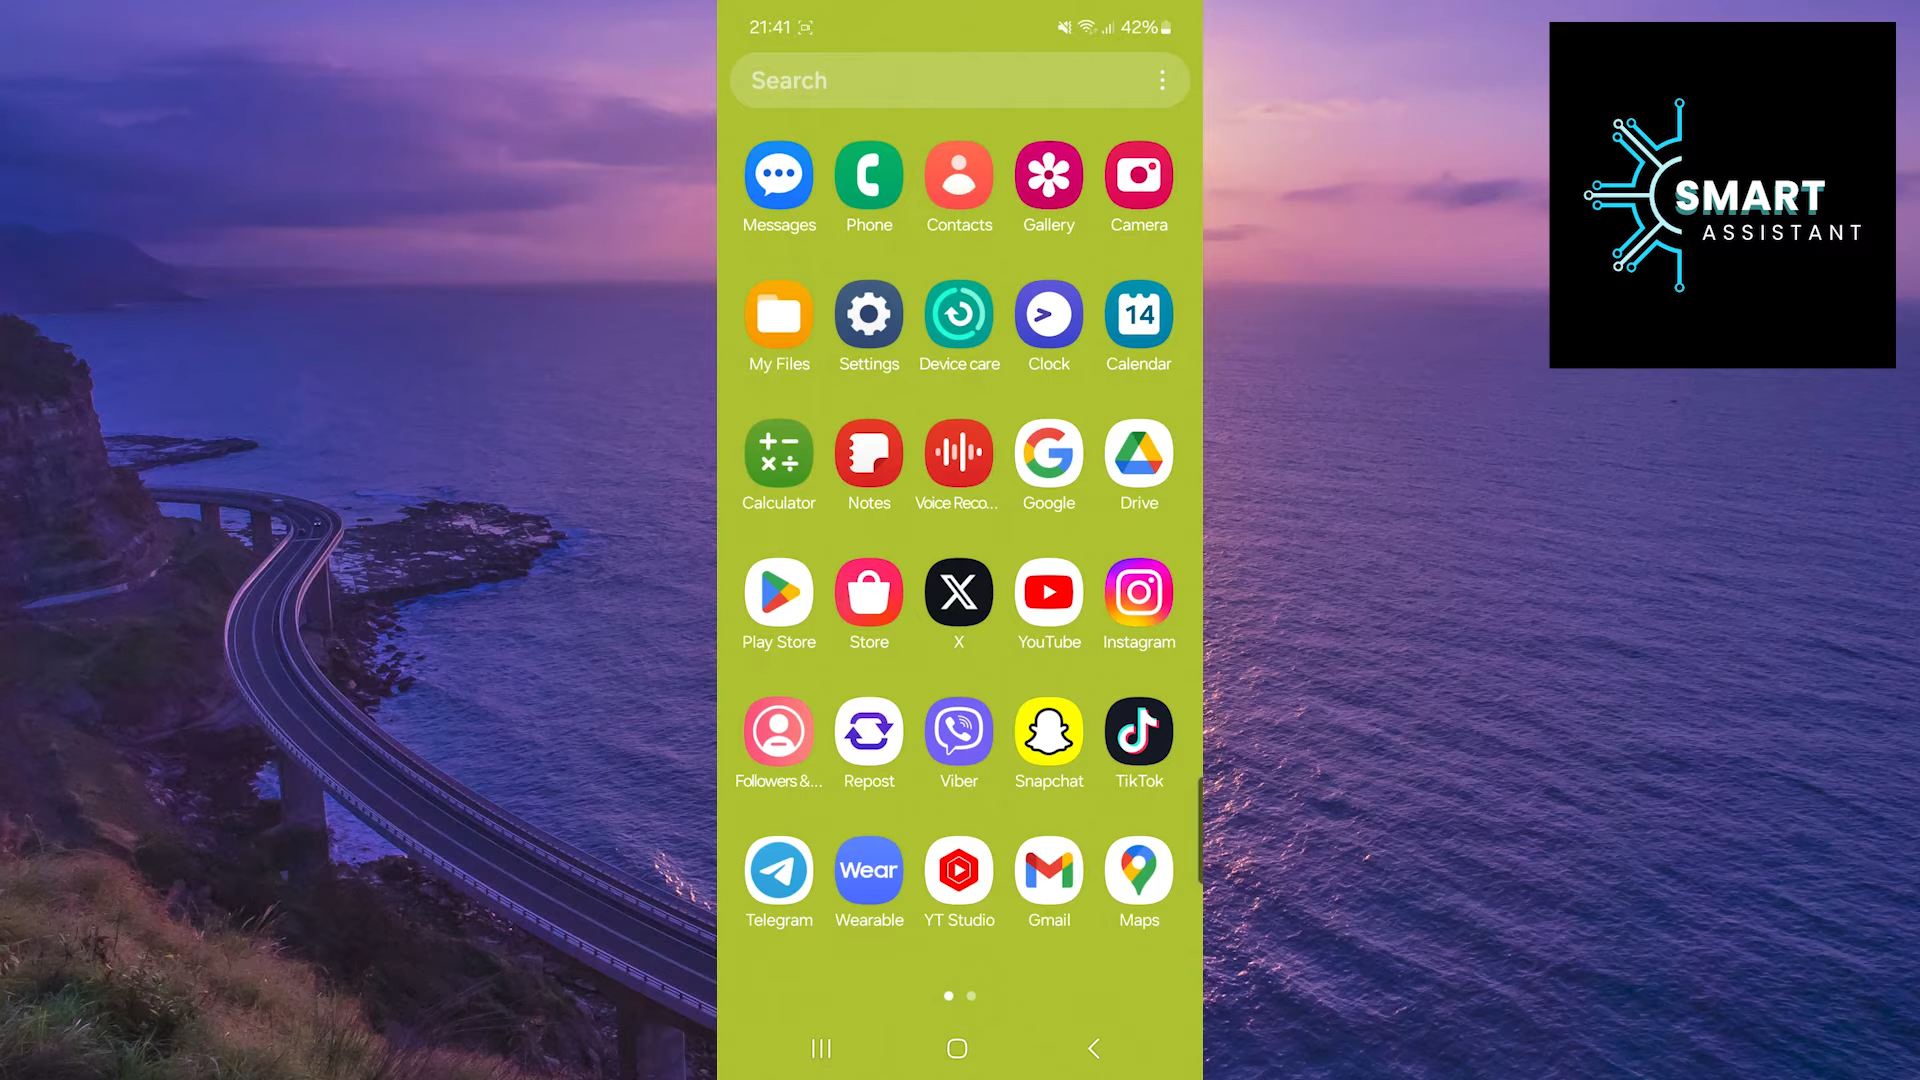 21:41
42%
Search
SMART
ASSISTANT
Messages Phone Contacts Gallery Camera
14
My Files Settings Device care Clock Calendar
Calculator Notes Voice Reco... Google Drive
Play Store Store X YouTube Instagram
Followers &... Repost Viber Snapchat TikTok
Wear
Telegram Wearable YT Studio Gmail Maps